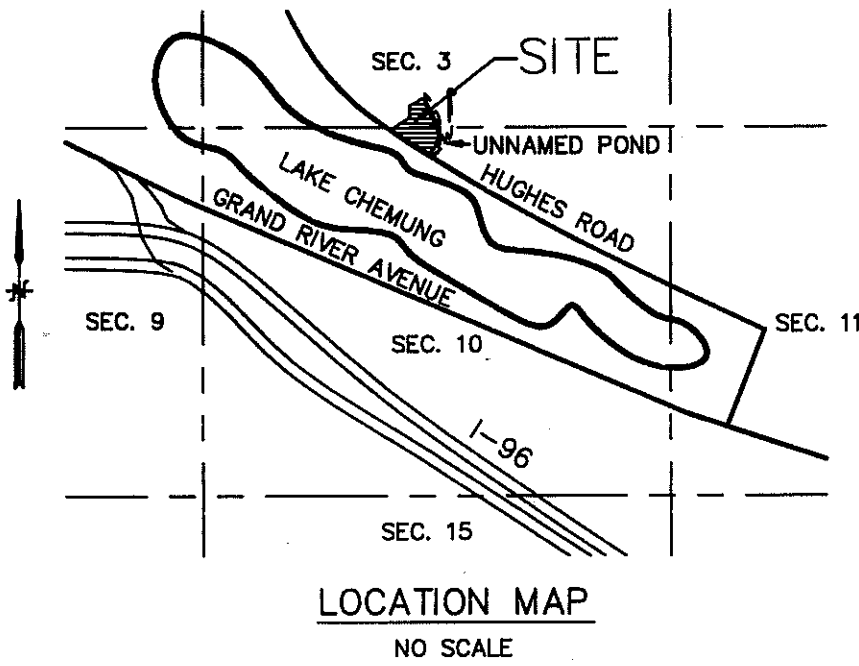 SEC. 3
SITE
UNNAMED POND
LAKE CHEMUNG
HUGHES ROAD
GRAND RIVER AVENUE
N
SEC. 9
SEC. 10
SEC. 11
I-96
SEC. 15
LOCATION MAP
NO SCALE